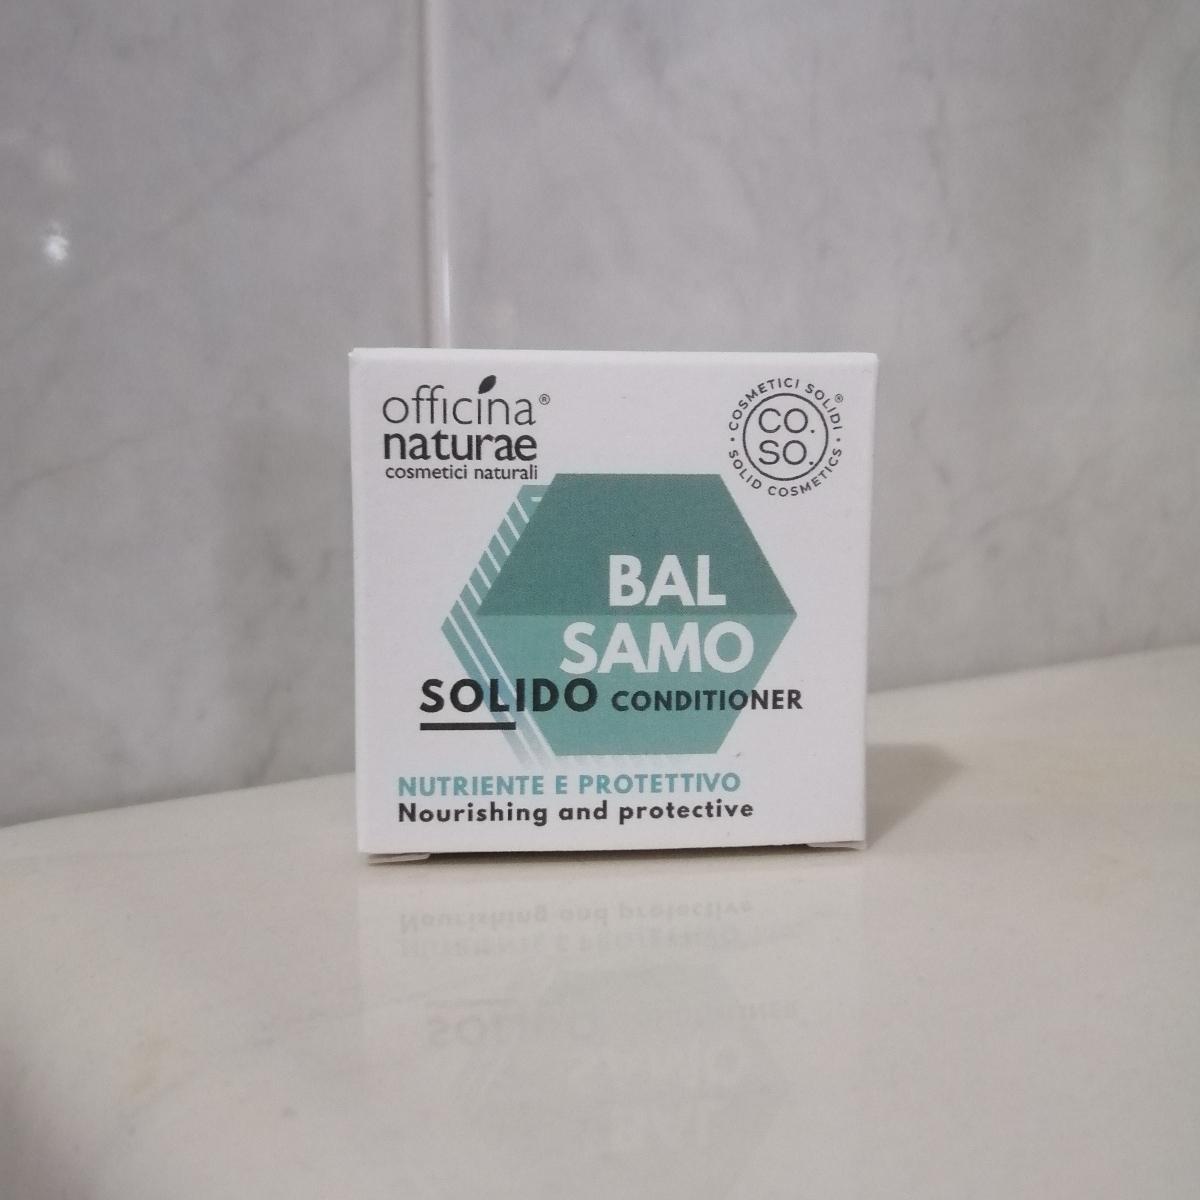 officina®
naturae
cosmetici naturali
COSMETICI SOLIDI®
CO.
SO.
SOLID COSMETICS
BAL
SAMO
SOLIDO CONDITIONER
NUTRIENTE E PROTETTIVO
Nourishing and protective